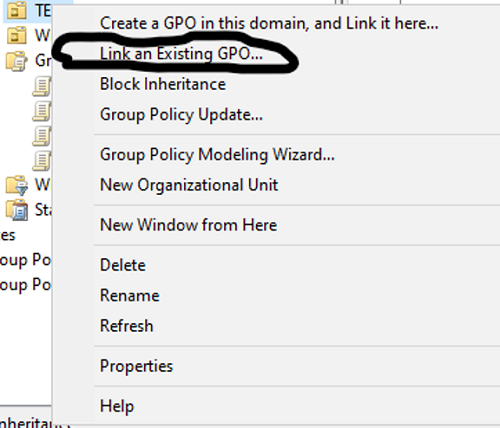 TE
W
Gr
W
Sta
es
oup Po
oup Po
nheritanc
Create a GPO in this domain, and Link it here...
Link an Existing GPO...
Block Inheritance
Group Policy Update...
Group Policy Modeling Wizard...
New Organizational Unit
New Window from Here
Delete
Rename
Refresh
Properties
Help